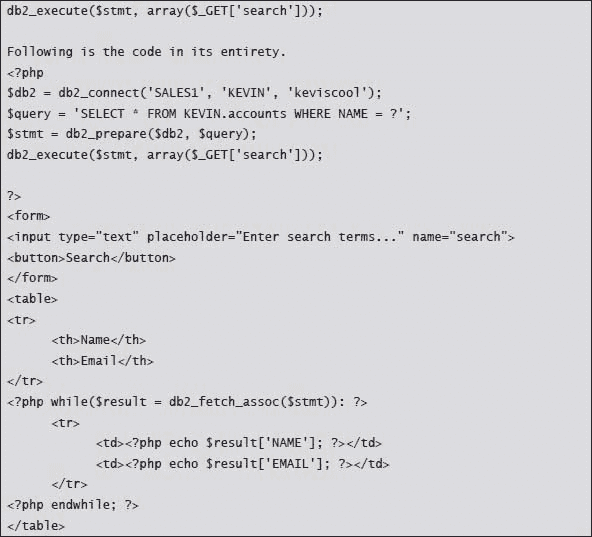 db2_execute($stmt, array($_GET['search']));
Following is the code in its entirety.
<?php
$db2 = db2_connect('SALES1', 'KEVIN', 'keviscool');
$query = 'SELECT * FROM KEVIN.accounts WHERE NAME = ?';
$stmt = db2_prepare($db2, $query);
db2_execute($stmt, array($_GET['search']));
?>
<form>
<input type="text" placeholder="Enter search terms..." name="search">
<button>Search</button>
</form>
<table>
<tr>
<th>Name</th>
<th>Email</th>
</tr>
<?php while($result = db2_fetch_assoc($stmt)): ?>
<tr>
<td><?php echo $result['NAME']; ?></td>
<td><?php echo $result['EMAIL']; ?></td>
</tr>
<?php endwhile; ?>
</table>